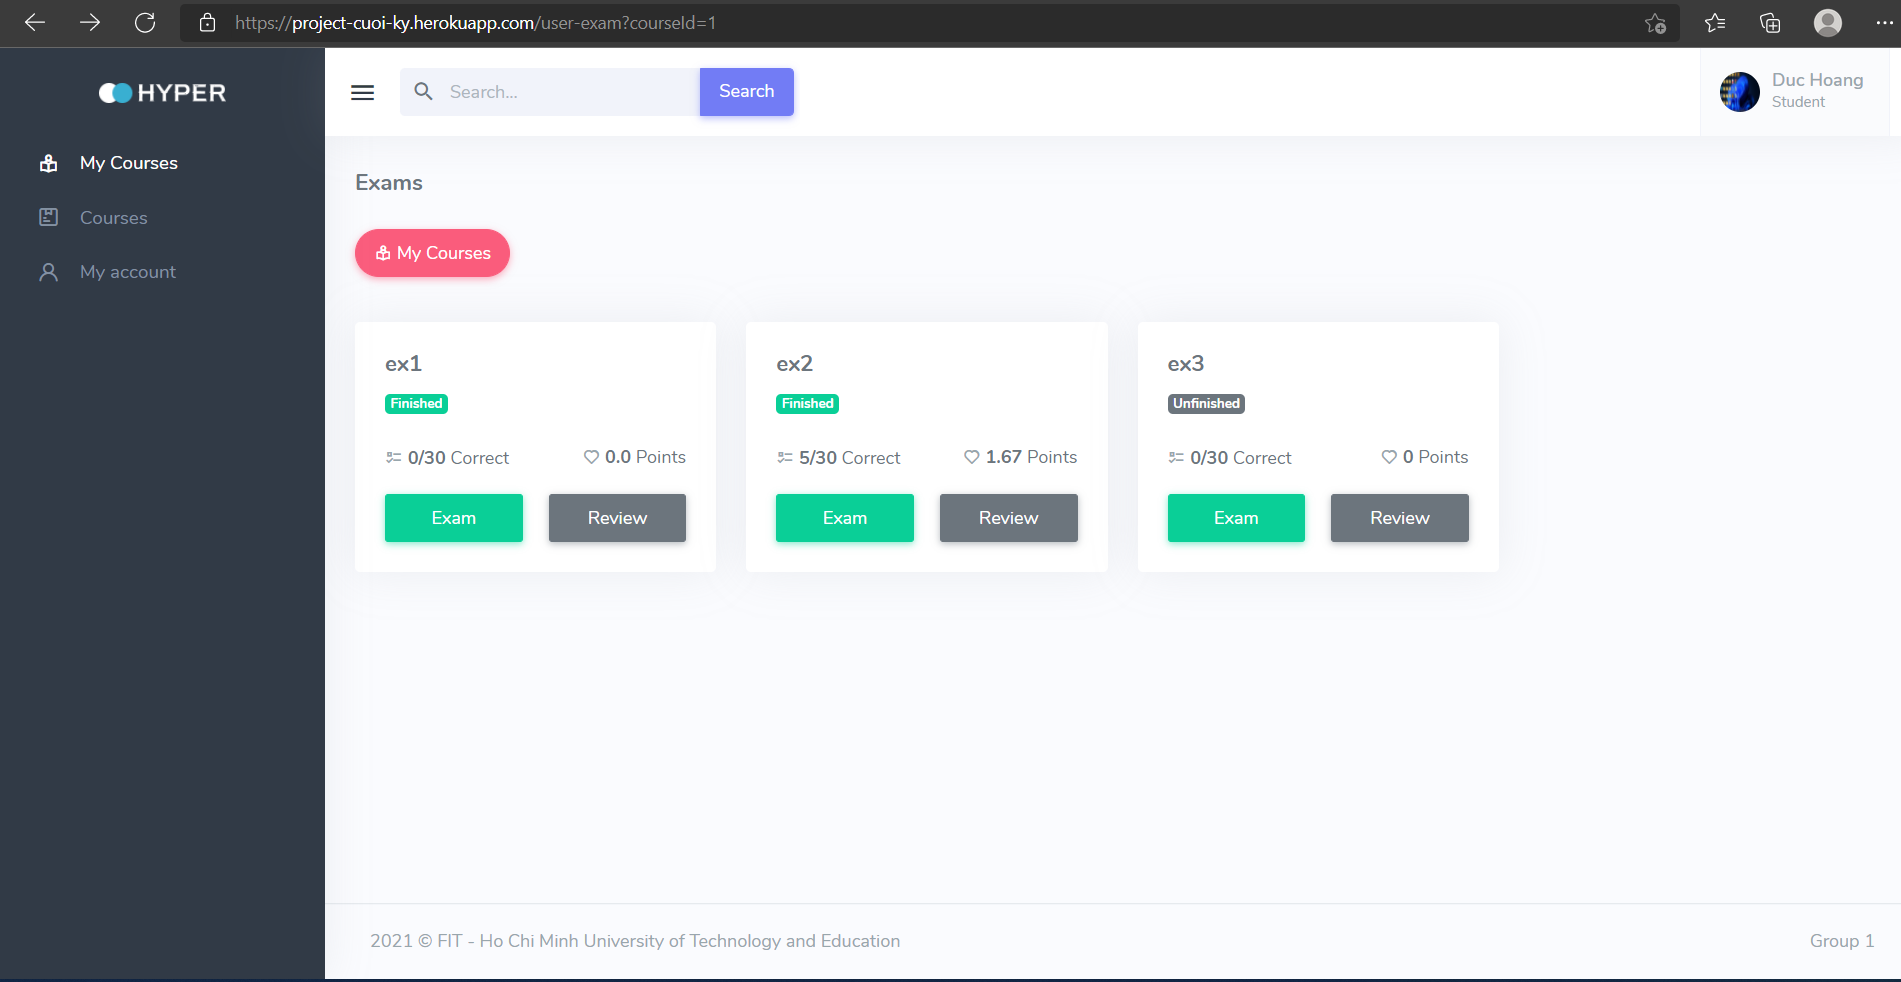 https://project-cuoi-ky.herokuapp.com/user-exam?courseId=1
HYPER
My Courses
Courses
My account
Search...
Search
Duc Hoang
Student
Exams
My Courses
ex1
Finished
0/30 Correct
0.0 Points
Exam
Review
ex2
Finished
5/30 Correct
1.67 Points
Exam
Review
ex3
Unfinished
0/30 Correct
0 Points
Exam
Review
2021 © FIT - Ho Chi Minh University of Technology and Education
Group 1